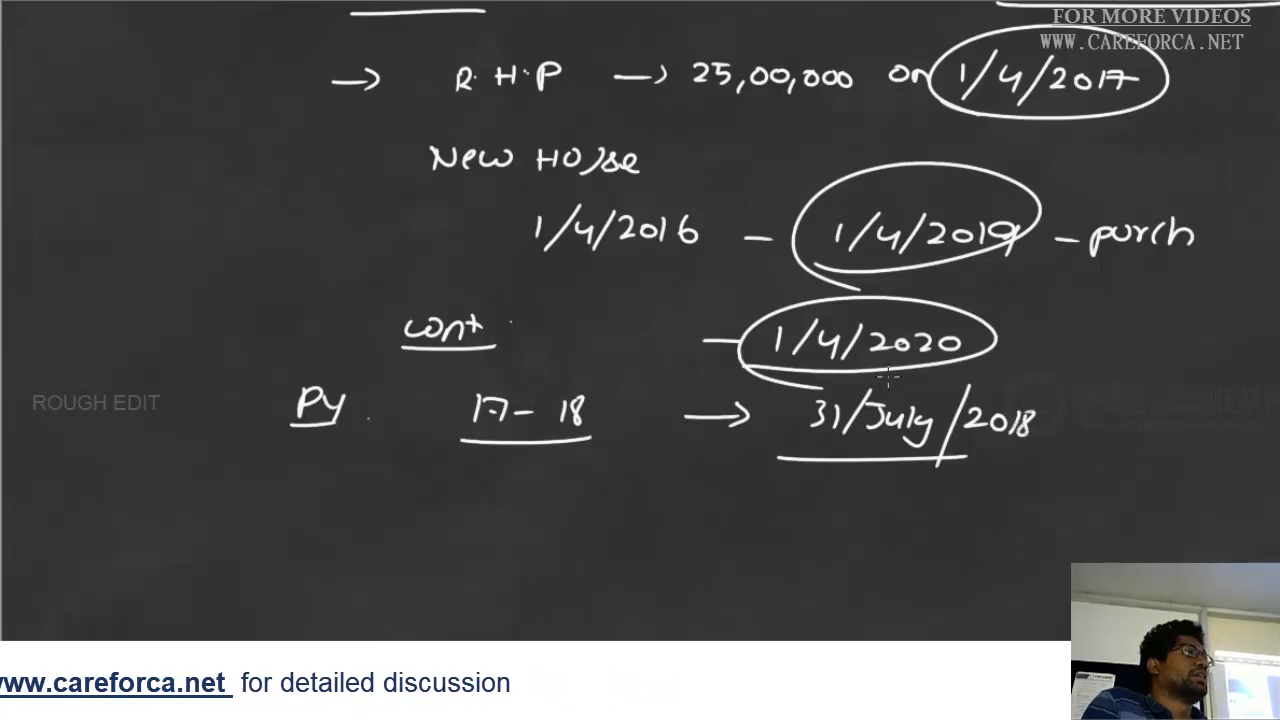 FOR MORE VIDEOS
WWW.CAREFORCA.NET
→ R.H.P → 25,00,000 on 1/4/2017
New House
1/4/2016 - 1/4/2019 - purch
cont - 1/4/2020
ROUGH EDIT
PY. 17-18 → 31/July/2018
www.careforca.net for detailed discussion